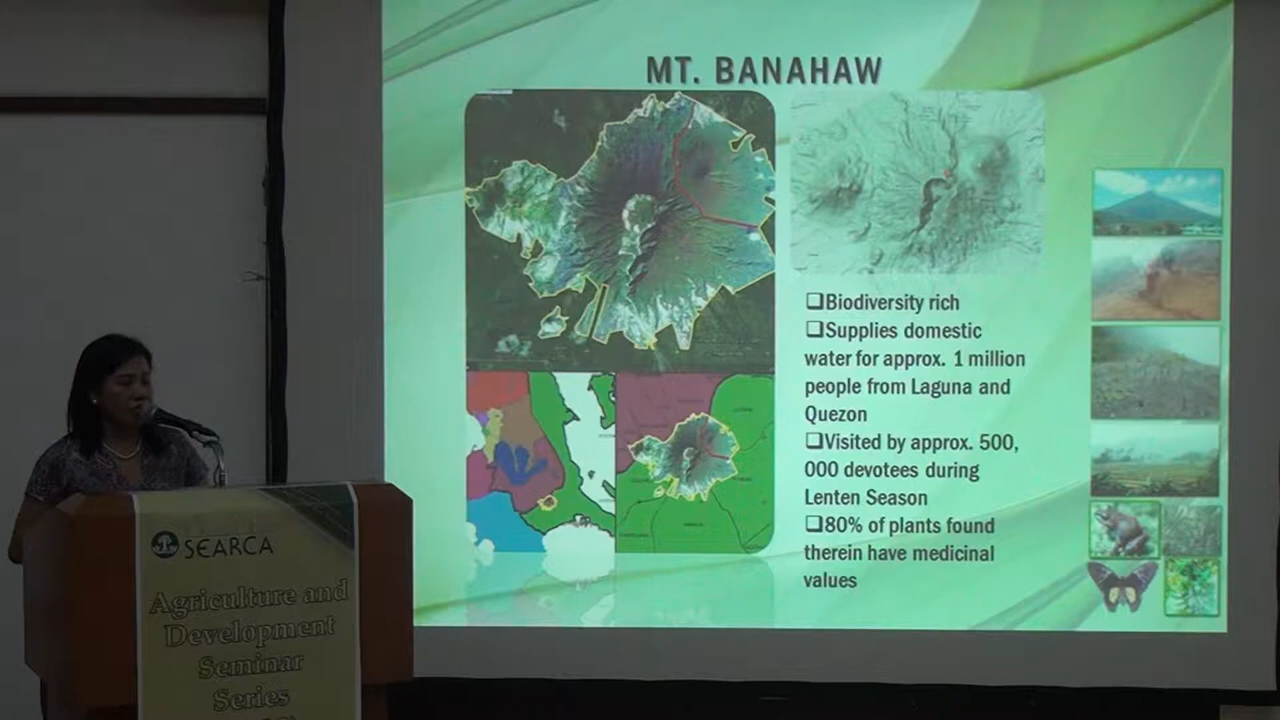 MT. BANAHAW
❑Biodiversity rich
❑Supplies domestic
water for approx. 1 million
people from Laguna and
Quezon
❑Visited by approx. 500,
000 devotees during
Lenten Season
❑80% of plants found
therein have medicinal
values
SEARCA
Agriculture and
Development
Seminar
Series